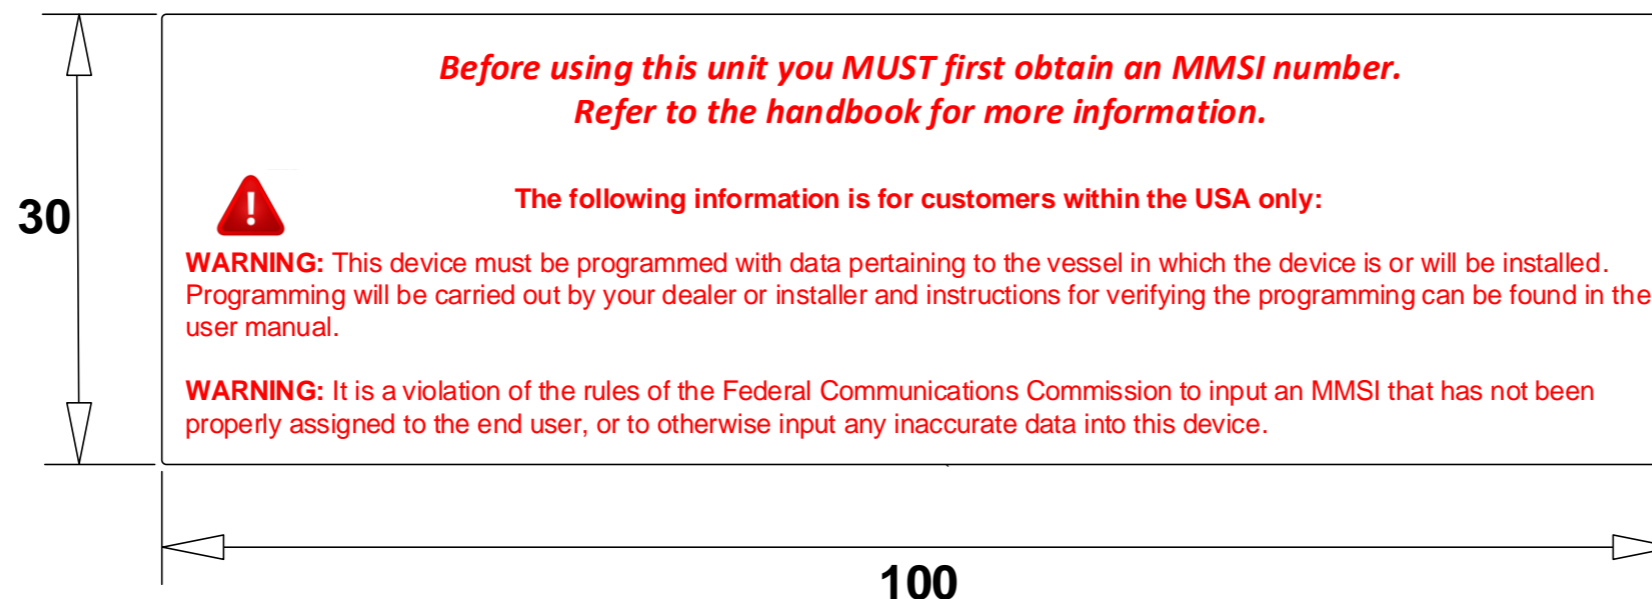 Before using this unit you MUST first obtain an MMSI number.
Refer to the handbook for more information.
!
The following information is for customers within the USA only:
30
WARNING: This device must be programmed with data pertaining to the vessel in which the device is or will be installed.
Programming will be carried out by your dealer or installer and instructions for verifying the programming can be found in the
user manual.
WARNING: It is a violation of the rules of the Federal Communications Commission to input an MMSI that has not been
properly assigned to the end user, or to otherwise input any inaccurate data into this device.
100